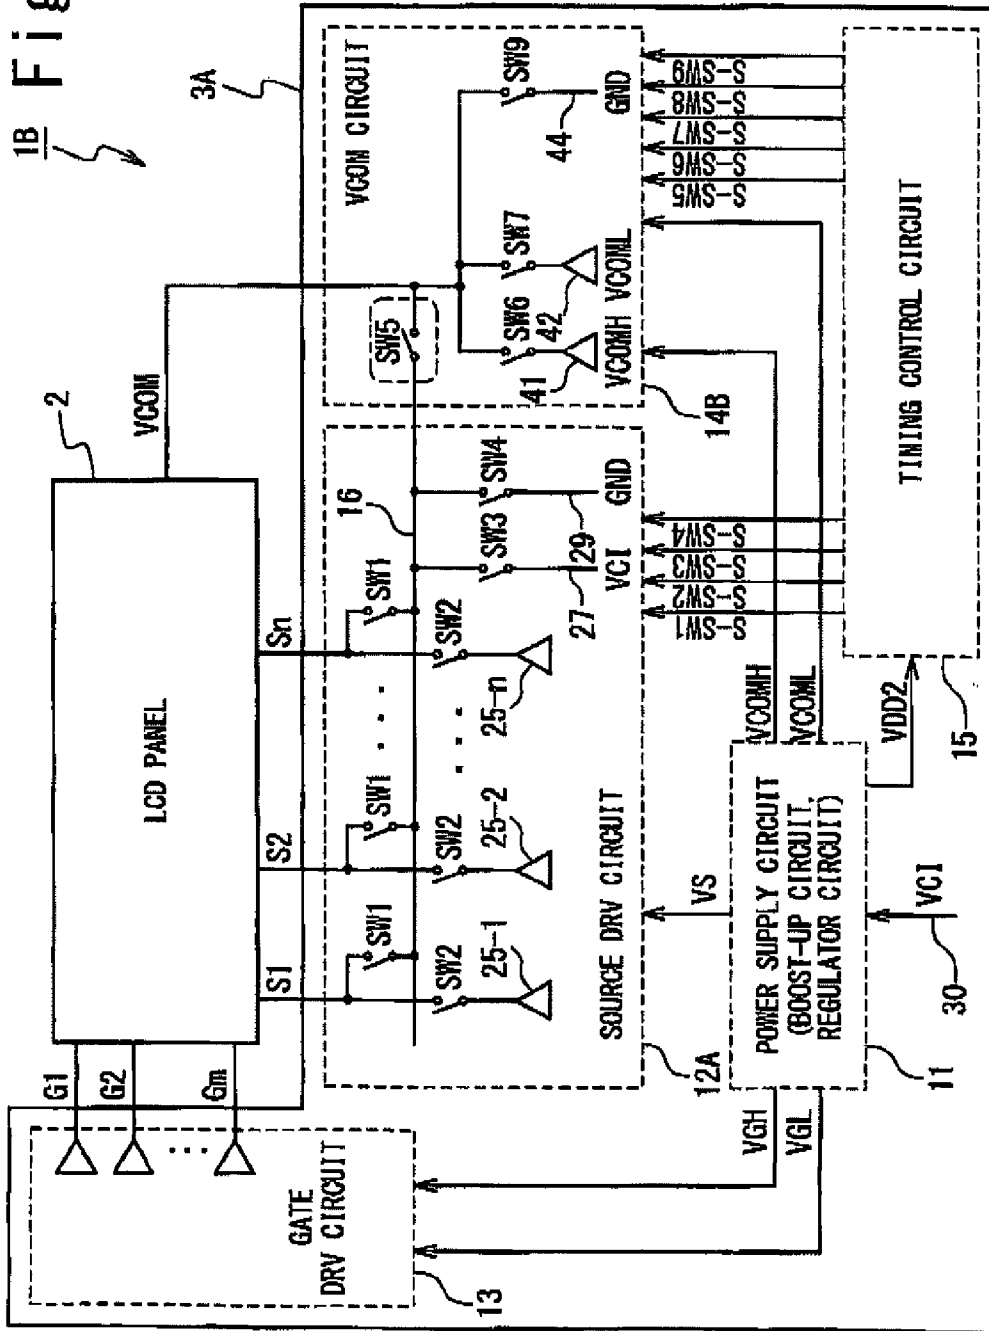 Fig
1B
3A
VCOM CIRCUIT
SW9
44
GND
SW7
42
VCOML
SW6
41
VCOMH
SW5
14B
VCOM
2
LCD PANEL
G1
G2
Gm
GATE
DRV CIRCUIT
13
S1
S2
Sn
SW1
SW1
SW1
SW2
SW2
SW2
25-1
25-2
25-n
16
SW3
SW4
27
29
VCI
GND
SOURCE DRV CIRCUIT
12A
S-SW1
S-SW2
S-SW3
S-SW4
S-SW5
S-SW6
S-SW7
S-SW8
S-SW9
TIMING CONTROL CIRCUIT
15
VDD2
VCOMH
VCOML
VS
POWER SUPPLY CIRCUIT
(BOOST-UP CIRCUIT,
REGULATOR CIRCUIT)
11
VCI
30
VGH
VGL